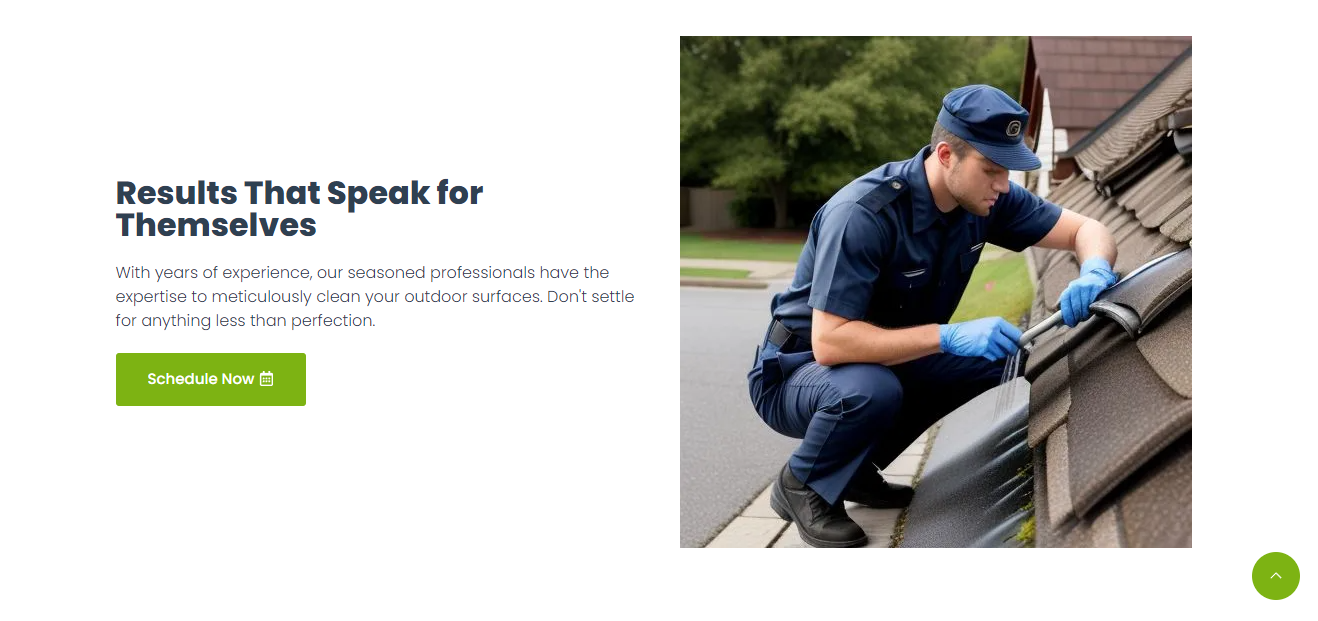 Results That Speak for
Themselves
With years of experience, our seasoned professionals have the
expertise to meticulously clean your outdoor surfaces. Don't settle
for anything less than perfection.
Schedule Now